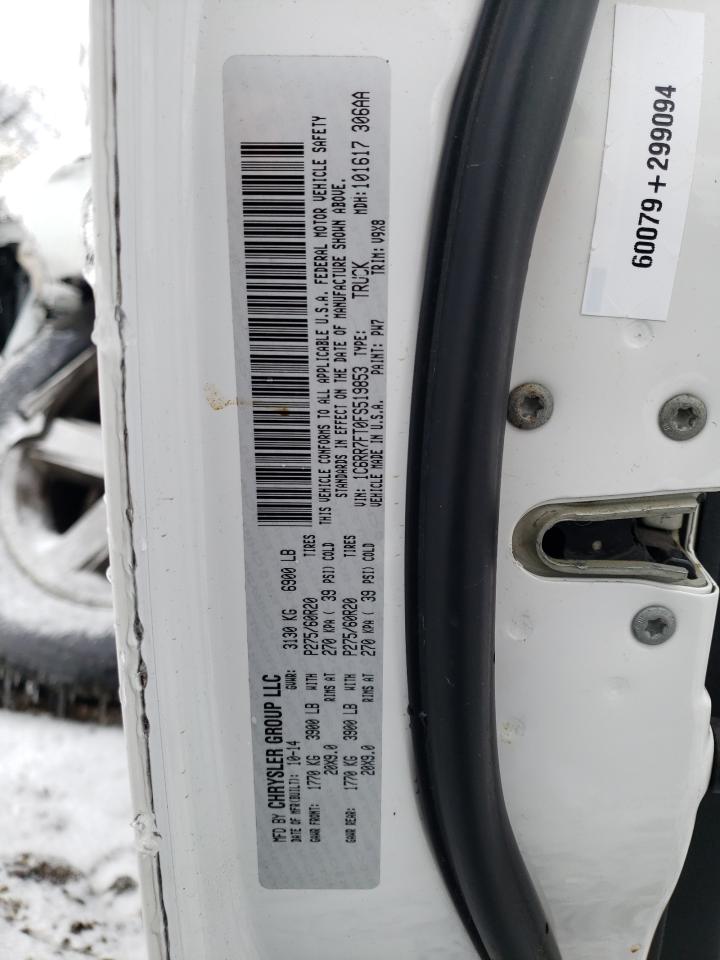 MFD BY CHRYSLER GROUP LLC
DATE OF MFR(BUILT): 10-14 GVWR: 3130 KG 6900 LB
GAWR FRONT: 1770 KG 3900 LB WITH P275/60R20 TIRES
20X9.0 RIMS AT 270 KPA ( 39 PSI) COLD
GAWR REAR: 1770 KG 3900 LB WITH P275/60R20 TIRES
20X9.0 RIMS AT 270 KPA ( 39 PSI) COLD
THIS VEHICLE CONFORMS TO ALL APPLICABLE U.S.A. FEDERAL MOTOR VEHICLE SAFETY
STANDARDS IN EFFECT ON THE DATE OF MANUFACTURE SHOWN ABOVE.
VIN: 1C6RR7FT0FS519853 TYPE: TRUCK MDH: 101617 306AA
VEHICLE MADE IN U.S.A. PAINT: PW7 TRIM: V9X8
60079 + 299094